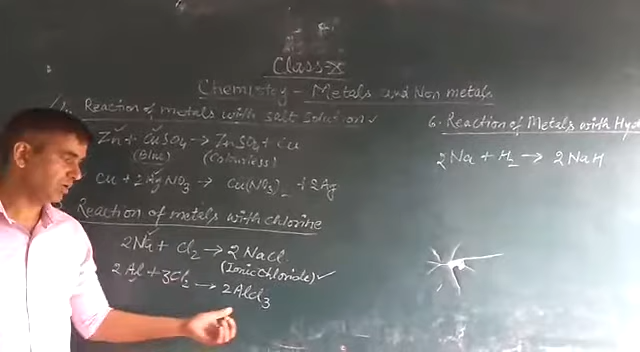 Class-X
Chemistry - Metals and Non metals
4. Reaction of metals with salt solution ✓
Zn + CuSO4 → ZnSO4 + Cu
(Blue) (Colourless)
Cu + 2AgNO3 → Cu(NO3)2 + 2Ag
Reaction of metals with chlorine
2Na + Cl2 → 2NaCl
(Ionic Chloride) ✓
2Al + 3Cl2 → 2AlCl3
6. Reaction of Metals with Hyd
2Na + H2 → 2NaH